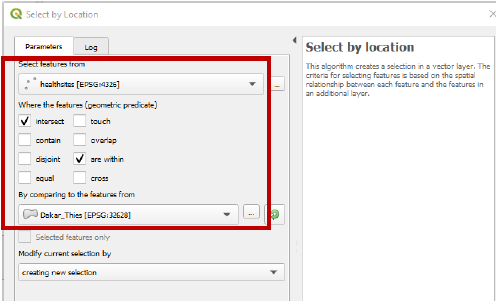 Select by Location
Parameters
Log
Select features from
healthsites [EPSG:4326]
...
Where the features (geometric predicate)
intersect touch
contain overlap
disjoint are within
equal cross
By comparing to the features from
Dakar_Thies [EPSG:32628]
...
Selected features only
Modify current selection by
creating new selection
Select by location
This algorithm creates a selection in a vector layer. The
criteria for selecting features is based on the spatial
relationship between each feature and the features in
an additional layer.